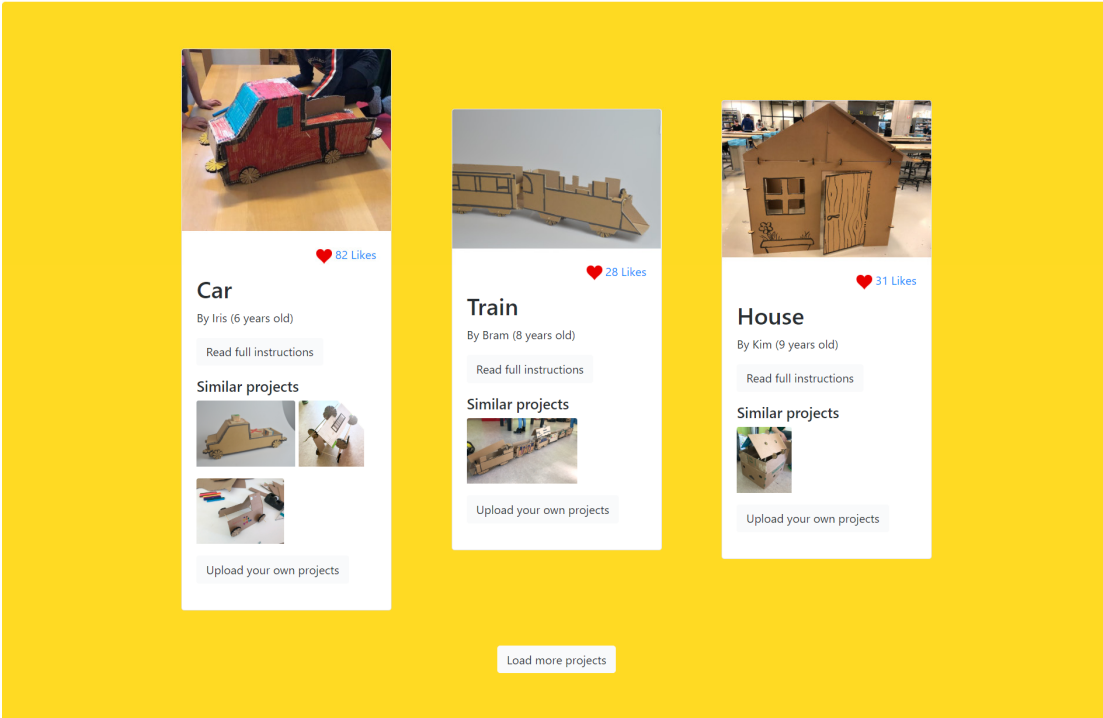 82 Likes
Car
By Iris (6 years old)
Read full instructions
Similar projects
Upload your own projects
28 Likes
Train
By Bram (8 years old)
Read full instructions
Similar projects
Upload your own projects
31 Likes
House
By Kim (9 years old)
Read full instructions
Similar projects
Upload your own projects
Load more projects